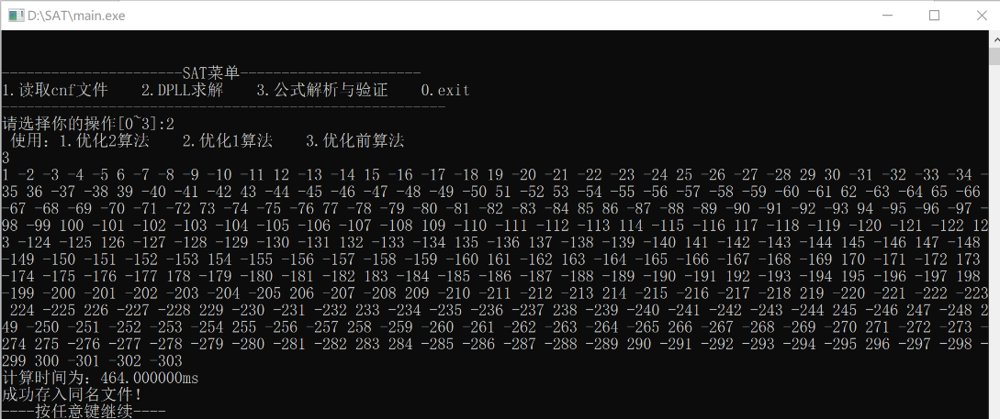 D:\SAT\main.exe
----------------------SAT菜单----------------------
1.读取cnf文件    2.DPLL求解    3.公式解析与验证    0.exit
------------------------------------------------------
请选择你的操作[0~3]:2
 使用：1.优化2算法    2.优化1算法    3.优化前算法
3
1 -2 -3 -4 -5 6 -7 -8 -9 -10 -11 12 -13 -14 15 -16 -17 -18 19 -20 -21 -22 -23 -24 25 -26 -27 -28 29 30 -31 -32 -33 -34 -
35 36 -37 -38 39 -40 -41 -42 43 -44 -45 -46 -47 -48 -49 -50 51 -52 53 -54 -55 -56 -57 -58 -59 -60 -61 62 -63 -64 65 -66
-67 -68 -69 -70 -71 -72 73 -74 -75 -76 77 -78 -79 -80 -81 -82 -83 -84 85 86 -87 -88 -89 -90 -91 -92 -93 94 -95 -96 -97 -
98 -99 100 -101 -102 -103 -104 -105 -106 -107 -108 109 -110 -111 -112 -113 114 -115 -116 117 -118 -119 -120 -121 -122 12
3 -124 -125 126 -127 -128 -129 -130 -131 132 -133 -134 135 -136 137 -138 -139 -140 141 -142 -143 -144 145 -146 147 -148
-149 -150 -151 -152 -153 154 -155 -156 -157 -158 -159 -160 161 -162 163 -164 -165 -166 -167 -168 -169 170 -171 -172 173
-174 -175 -176 -177 178 -179 -180 -181 -182 183 -184 -185 -186 -187 -188 -189 -190 -191 192 -193 -194 195 -196 -197 198
-199 -200 -201 -202 -203 -204 -205 206 -207 -208 209 -210 -211 -212 -213 214 -215 -216 -217 -218 219 -220 -221 -222 -223
 224 -225 -226 -227 -228 229 -230 -231 -232 233 -234 -235 -236 -237 238 -239 -240 -241 -242 -243 -244 245 -246 247 -248 2
49 -250 -251 -252 -253 -254 255 -256 -257 258 -259 -260 -261 -262 -263 -264 -265 266 -267 -268 -269 -270 271 -272 -273 -
274 275 -276 -277 -278 -279 -280 -281 -282 283 284 -285 -286 -287 -288 -289 290 -291 -292 -293 -294 -295 296 -297 -298 -
299 300 -301 -302 -303
计算时间为：464.000000ms
成功存入同名文件！
----按任意键继续----